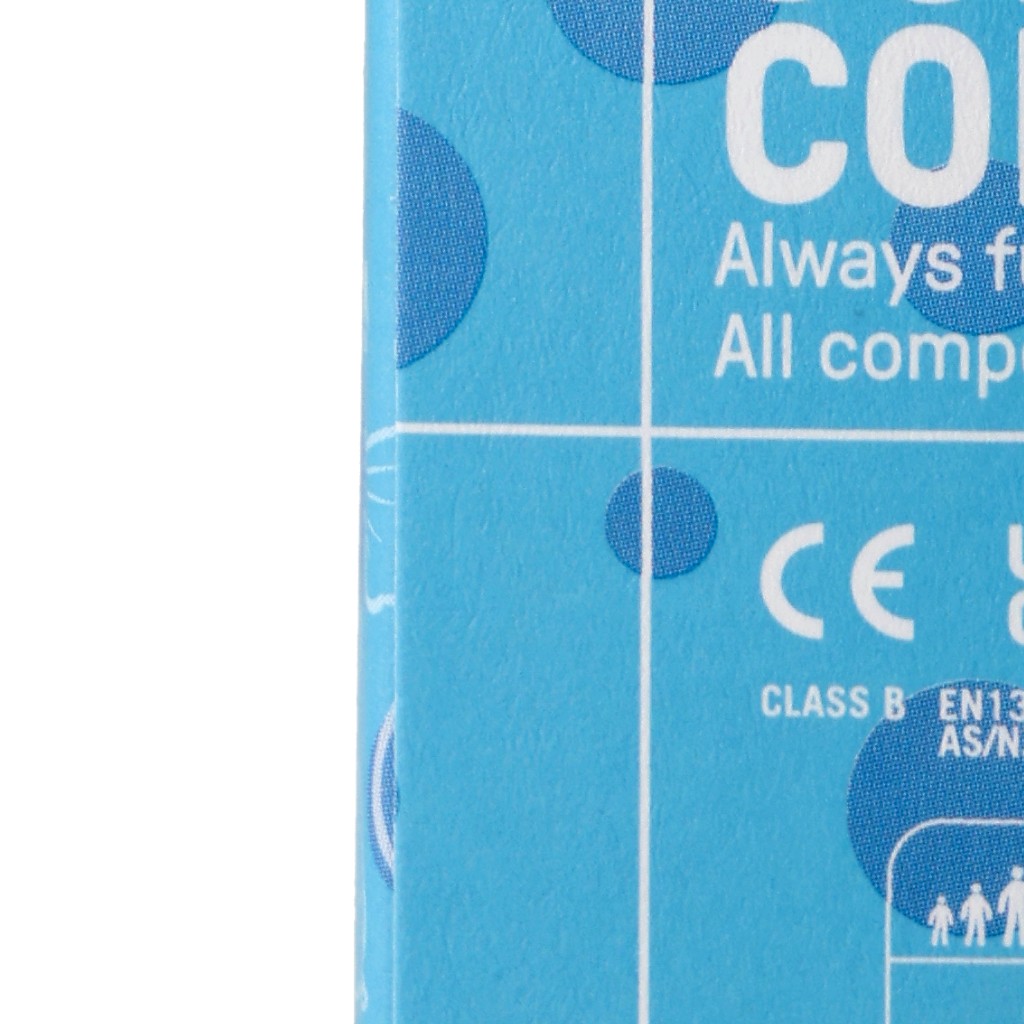 CO
Always f
All comp
CE
CLASS B EN13
AS/N